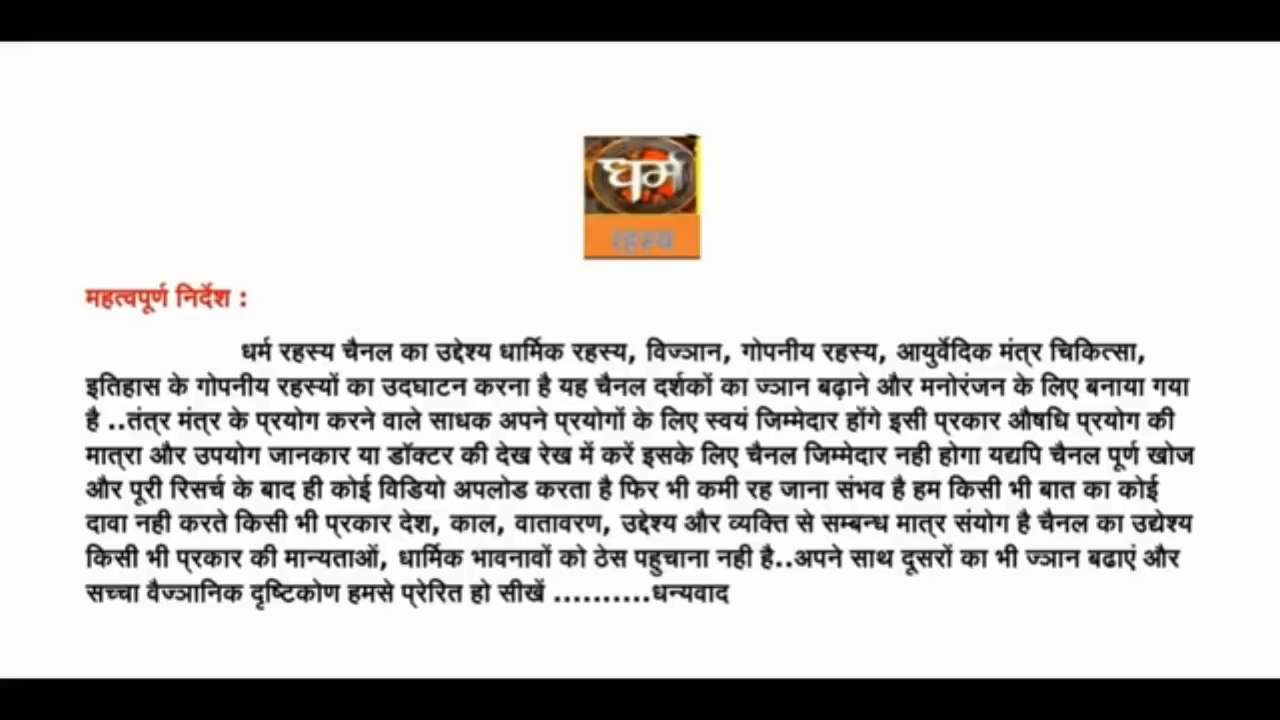 धर्म
रहस्य
महत्वपूर्ण निर्देश :
धर्म रहस्य चैनल का उद्देश्य धार्मिक रहस्य, विज्ञान, गोपनीय रहस्य, आयुर्वेदिक मंत्र चिकित्सा,
इतिहास के गोपनीय रहस्यों का उदघाटन करना है यह चैनल दर्शकों का ज्ञान बढ़ाने और मनोरंजन के लिए बनाया गया
है ..तंत्र मंत्र के प्रयोग करने वाले साधक अपने प्रयोगों के लिए स्वयं जिम्मेदार होंगे इसी प्रकार औषधि प्रयोग की
मात्रा और उपयोग जानकार या डॉक्टर की देख रेख में करें इसके लिए चैनल जिम्मेदार नही होगा यद्यपि चैनल पूर्ण खोज
और पूरी रिसर्च के बाद ही कोई विडियो अपलोड करता है फिर भी कमी रह जाना संभव है हम किसी भी बात का कोई
दावा नही करते किसी भी प्रकार देश, काल, वातावरण, उद्देश्य और व्यक्ति से सम्बन्ध मात्र संयोग है चैनल का उद्येश्य
किसी भी प्रकार की मान्यताओं, धार्मिक भावनावों को ठेस पहुचाना नही है..अपने साथ दूसरों का भी ज्ञान बढाएं और
सच्चा वैज्ञानिक दृष्टिकोण हमसे प्रेरित हो सीखें ..........धन्यवाद